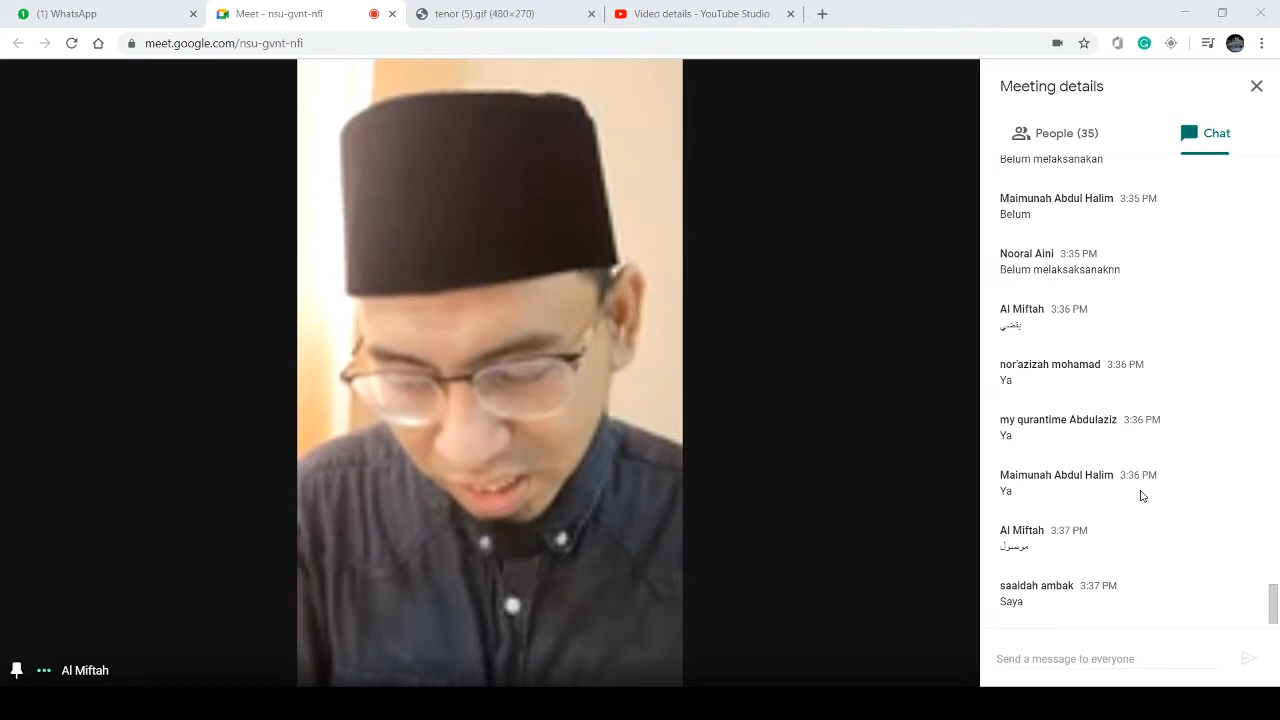 (1) WhatsApp
Meet - nsu-gvnt-nfi
tenor (5).gif (480×270)
Video details - YouTube Studio
meet.google.com/nsu-gvnt-nfi
Meeting details
People (35)
Chat
Belum melaksanakan
Maimunah Abdul Halim 3:35 PM
Belum
Nooral Aini 3:35 PM
Belum melaksaksanaknn
Al Miftah 3:36 PM
يقضي
nor'azizah mohamad 3:36 PM
Ya
my qurantime Abdulaziz 3:36 PM
Ya
Maimunah Abdul Halim 3:36 PM
Ya
Al Miftah 3:37 PM
موصول
saaidah ambak 3:37 PM
Saya
Send a message to everyone
Al Miftah